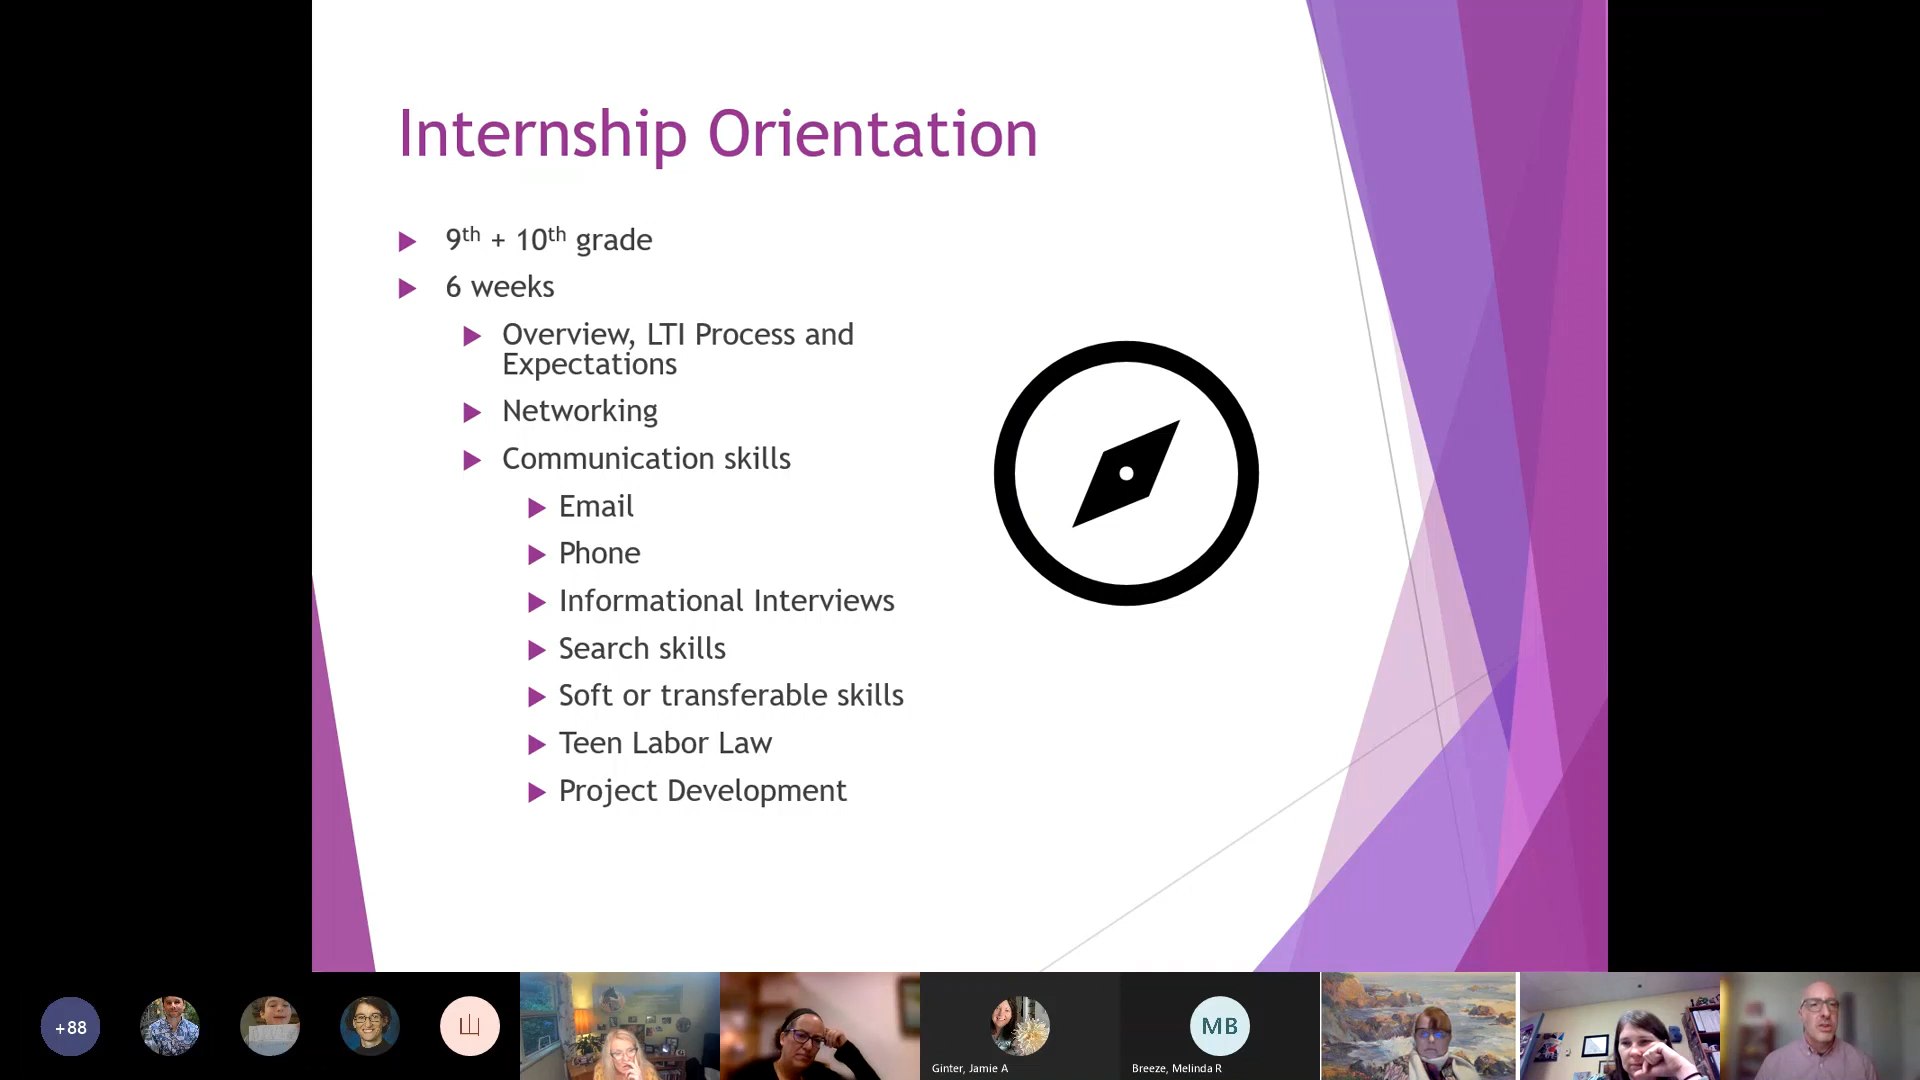 Internship Orientation
9th + 10th grade
6 weeks
Overview, LTI Process and
Expectations
Networking
Communication skills
Email
Phone
Informational Interviews
Search skills
Soft or transferable skills
Teen Labor Law
Project Development
+88
Ш
Ginter, Jamie A
MB
Breeze, Melinda R